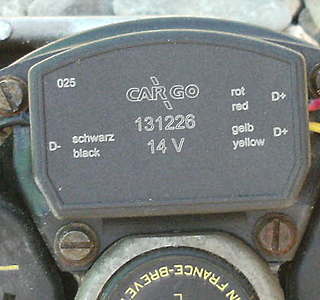 025
CARGO
131226
14 V
D- schwarz
black
rot
red D+
gelb
yellow D+
IN FRANCE-BREVE